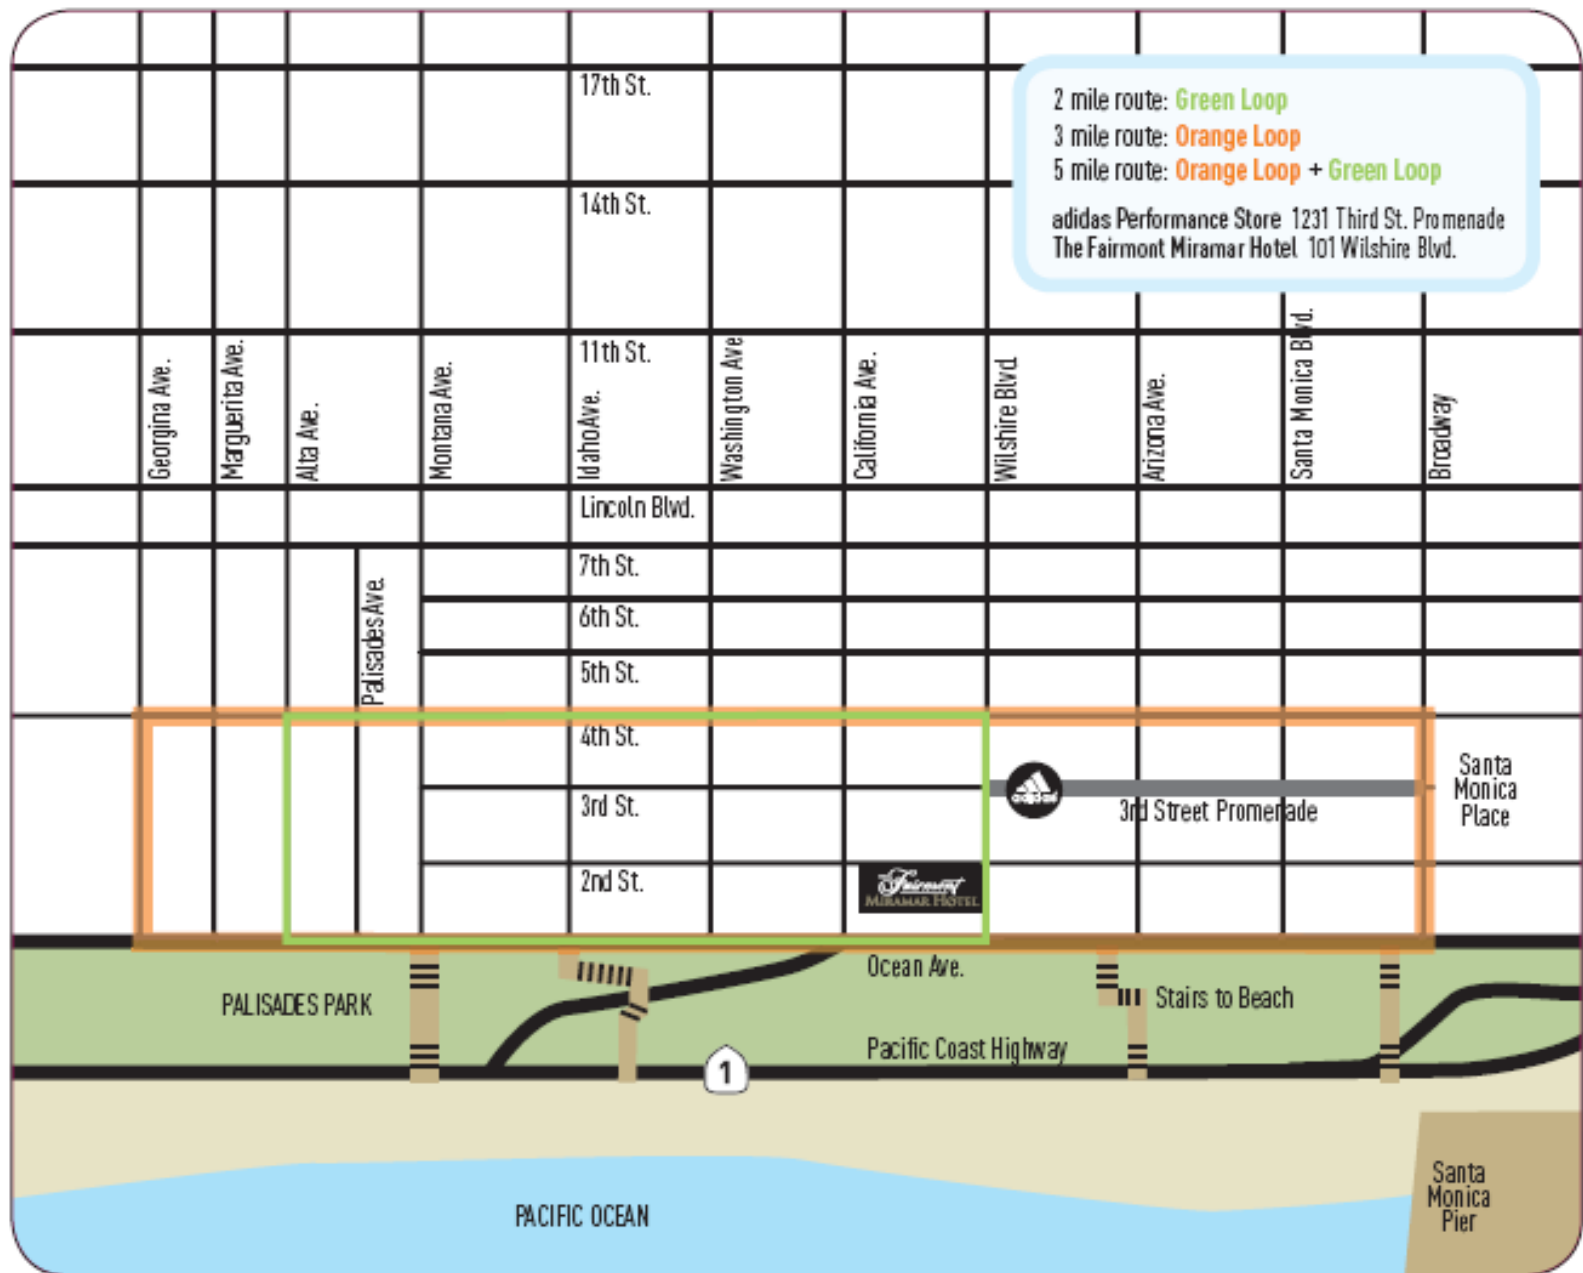 17th St.
2 mile route: Green Loop
3 mile route: Orange Loop
5 mile route: Orange Loop + Green Loop
adidas Performance Store 1231 Third St. Promenade
The Fairmont Miramar Hotel 101 Wilshire Blvd.
14th St.
11th St.
Georgina Ave.
Marguerita Ave.
Alta Ave.
Montana Ave.
Idaho Ave.
Washington Ave
California Ave.
Wilshire Blvd.
Arizona Ave.
Santa Monica Blvd.
Broadway
Lincoln Blvd.
7th St.
Palisades Ave.
6th St.
5th St.
4th St.
adidas
3rd St.
3rd Street Promenade
Santa
Monica
Place
2nd St.
Fairmont
MIRAMAR HOTEL
Ocean Ave.
PALISADES PARK
Stairs to Beach
Pacific Coast Highway
1
PACIFIC OCEAN
Santa
Monica
Pier